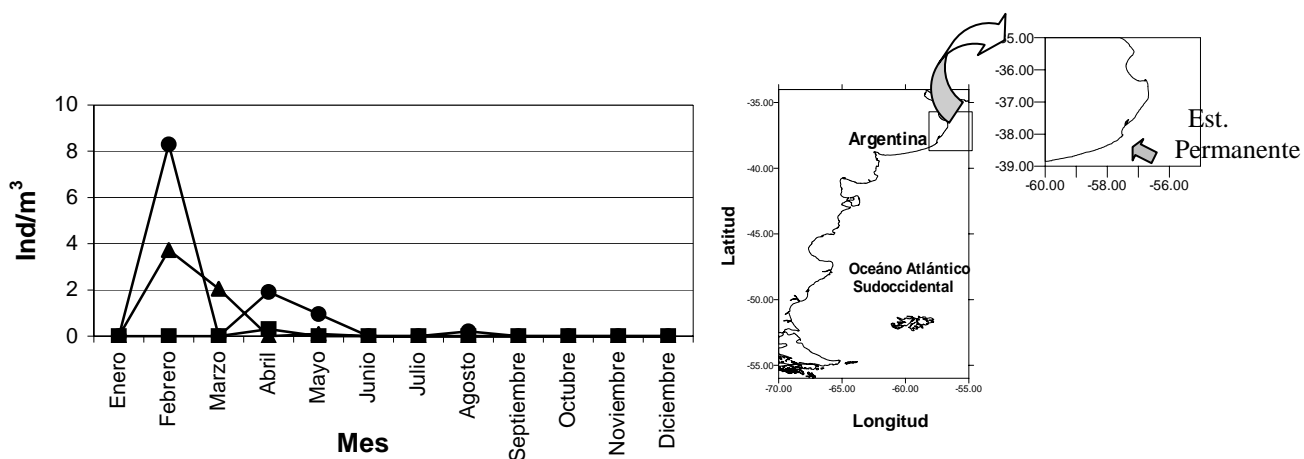 10
8
6
4
2
0
Ind/m³
Enero
Febrero
Marzo
Abril
Mayo
Junio
Julio
Agosto
Septiembre
Octubre
Noviembre
Diciembre
Mes
-35.00
-40.00
-45.00
-50.00
-55.00
Latitud
-70.00 -65.00 -60.00 -55.00
Longitud
Argentina
Oceáno Atlántico
Sudoccidental
-35.00
-36.00
-37.00
-38.00
-39.00
-60.00 -58.00 -56.00
Est.
Permanente